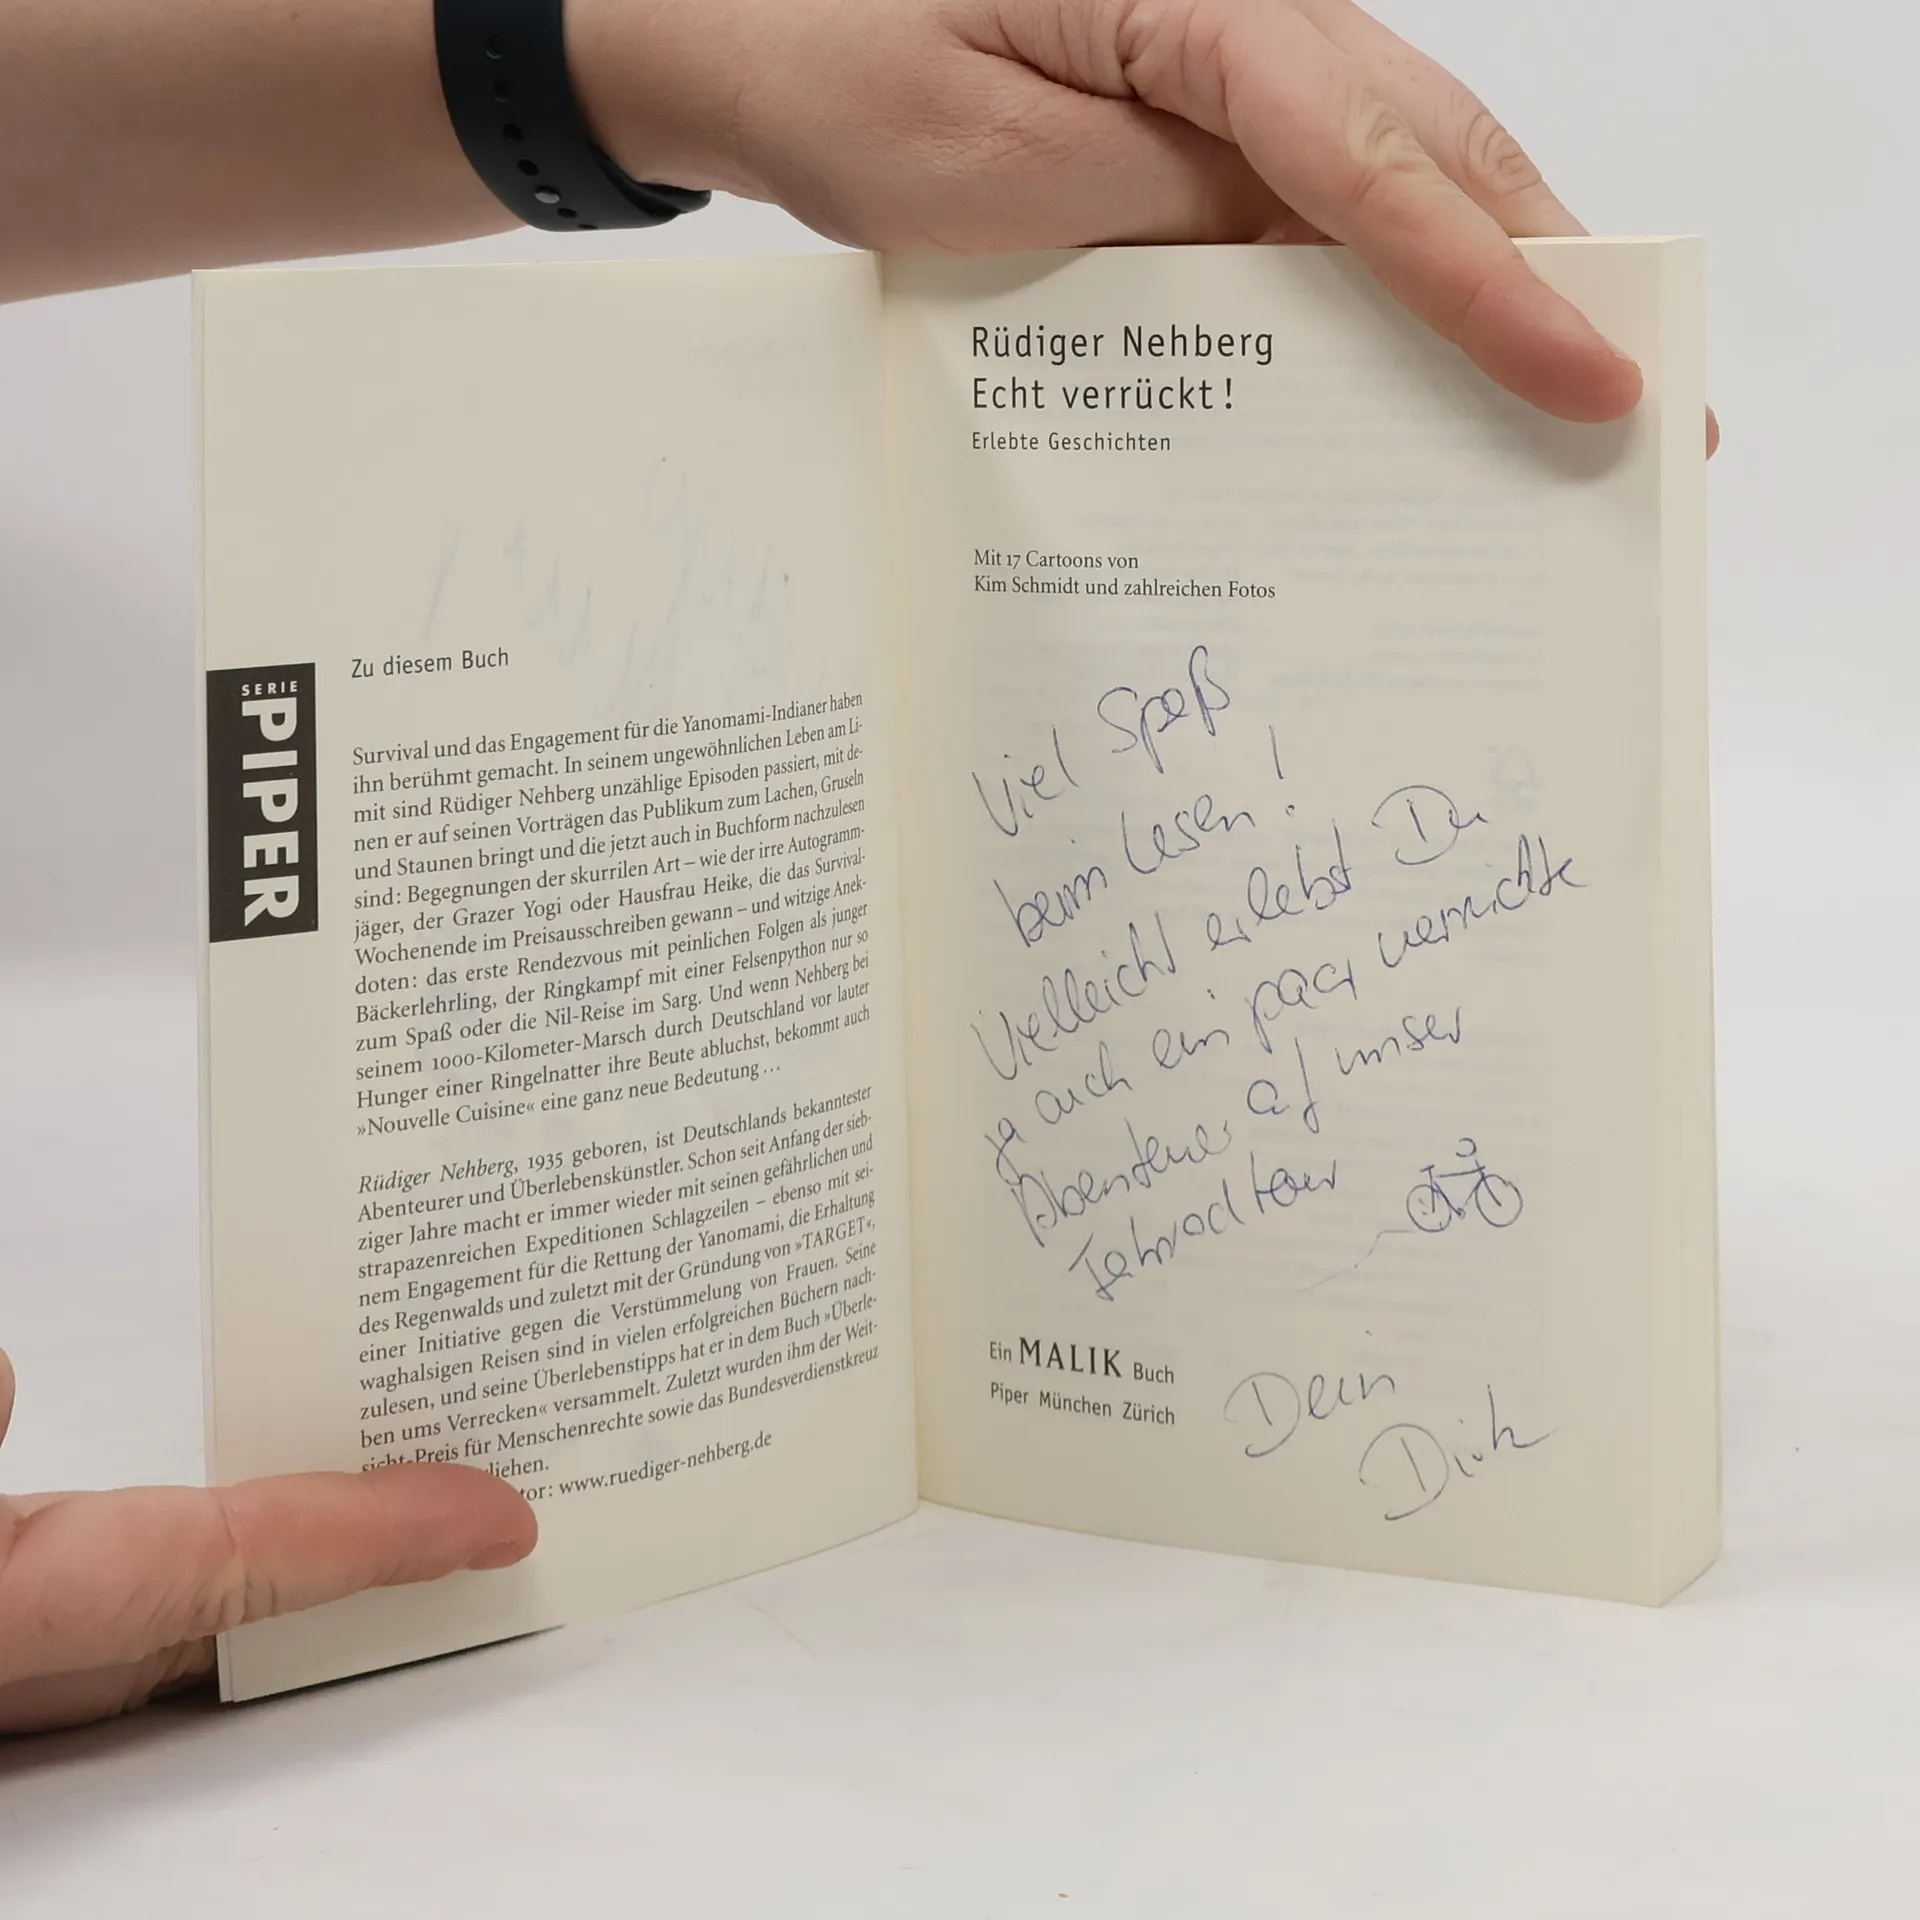 SERIE
PIPER
Zu diesem Buch
Survival und das Engagement für die Yanomami-Indianer haben
ihn berühmt gemacht. In seinem ungewöhnlichen Leben am Li-
mit sind Rüdiger Nehberg unzählige Episoden passiert, mit de-
nen er auf seinen Vorträgen das Publikum zum Lachen, Gruseln
und Staunen bringt und die jetzt auch in Buchform nachzulesen
sind: Begegnungen der skurrilen Art – wie der irre Autogramm-
jäger, der Grazer Yogi oder Hausfrau Heike, die das Survival-
Wochenende im Preisausschreiben gewann – und witzige Anek-
doten: das erste Rendezvous mit peinlichen Folgen als junger
Bäckerlehrling, der Ringkampf mit einer Felsenpython nur so
zum Spaß oder die Nil-Reise im Sarg. Und wenn Nehberg bei
seinem 1000-Kilometer-Marsch durch Deutschland vor lauter
Hunger einer Ringelnatter ihre Beute abluchst, bekommt auch
»Nouvelle Cuisine« eine ganz neue Bedeutung …
Rüdiger Nehberg, 1935 geboren, ist Deutschlands bekanntester
Abenteurer und Überlebenskünstler. Schon seit Anfang der sieb-
ziger Jahre macht er immer wieder mit seinen gefährlichen und
strapazenreichen Expeditionen Schlagzeilen – ebenso mit sei-
nem Engagement für die Rettung der Yanomami, die Erhaltung
des Regenwalds und zuletzt mit der Gründung von »TARGET«,
einer Initiative gegen die Verstümmelung von Frauen. Seine
waghalsigen Reisen sind in vielen erfolgreichen Büchern nach-
zulesen, und seine Überlebenstipps hat er in dem Buch »Überle-
ben ums Verrecken« versammelt. Zuletzt wurden ihm der Weit-
sicht-Preis für Menschenrechte sowie das Bundesverdienstkreuz
liehen.
tor: www.ruediger-nehberg.de
Rüdiger Nehberg
Echt verrückt!
Erlebte Geschichten
Mit 17 Cartoons von
Kim Schmidt und zahlreichen Fotos
Viel Spaß
beim Lesen!
Vielleicht erlebst Du
ja auch ein paar verrückte
Abenteuer auf unser
Fahrradtour
Ein MALIK Buch
Piper München Zürich
Dein
Dirk